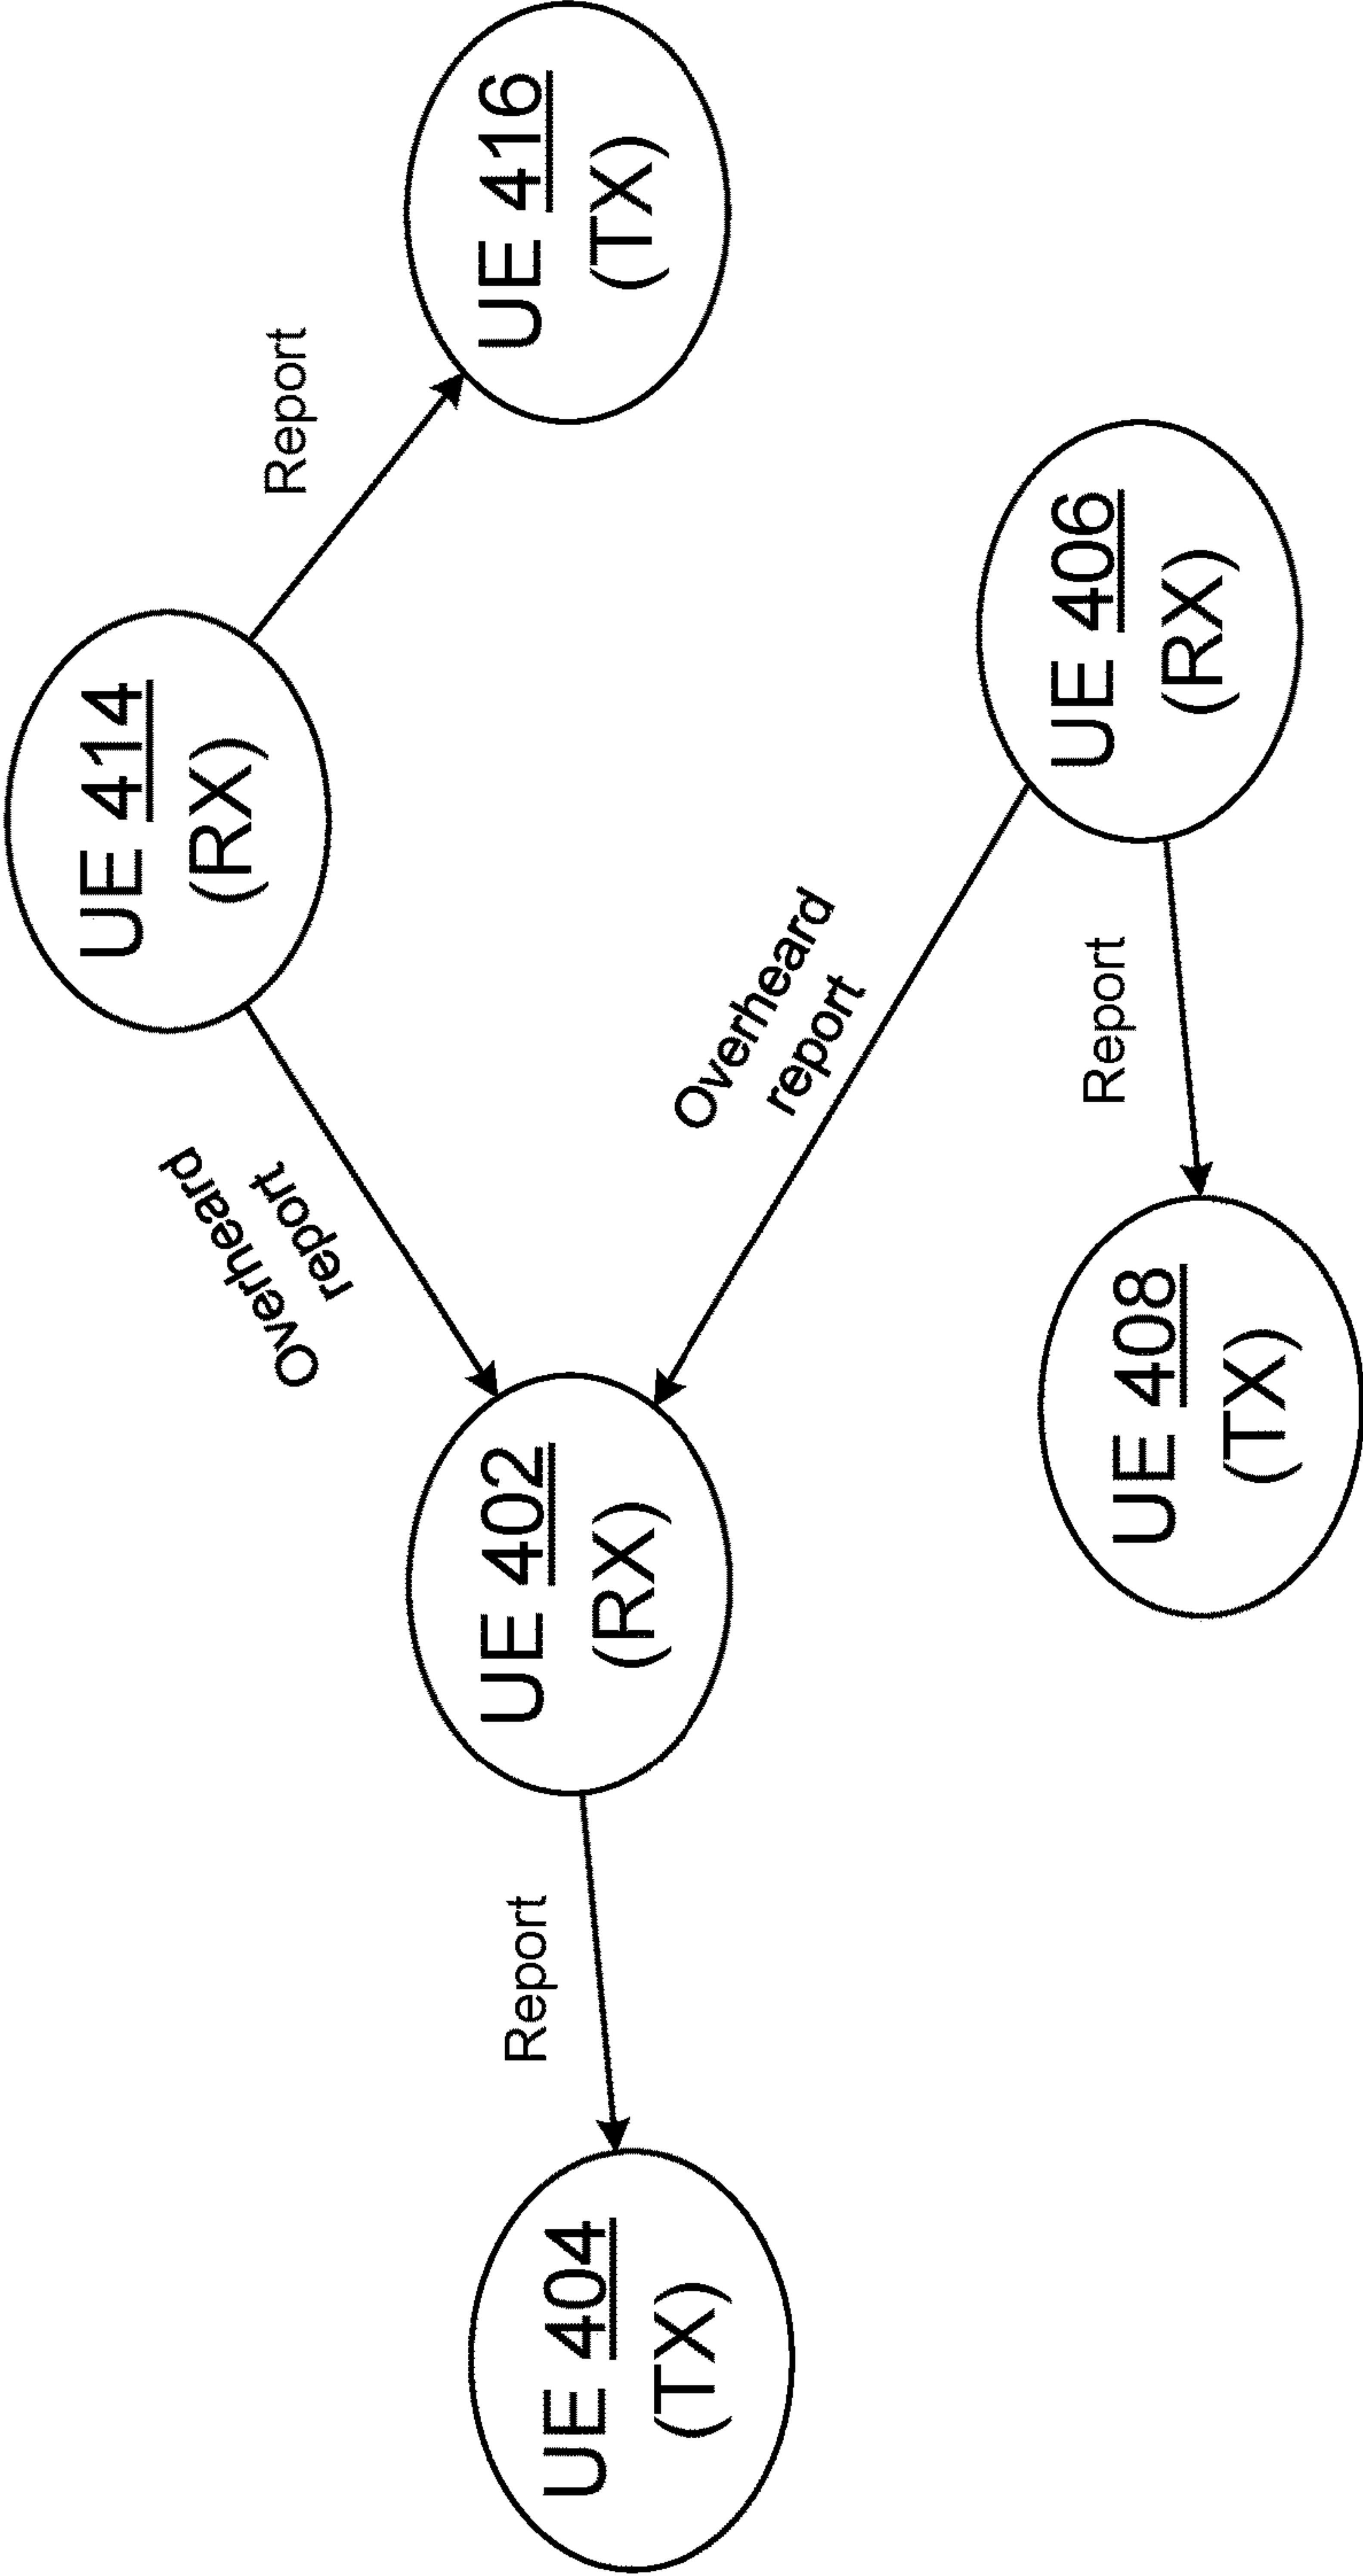 UE 414
(RX)
Report
UE 416
(TX)
Overheard
report
UE 402
(RX)
Report
UE 404
(TX)
Overheard
report
UE 406
(RX)
Report
UE 408
(TX)